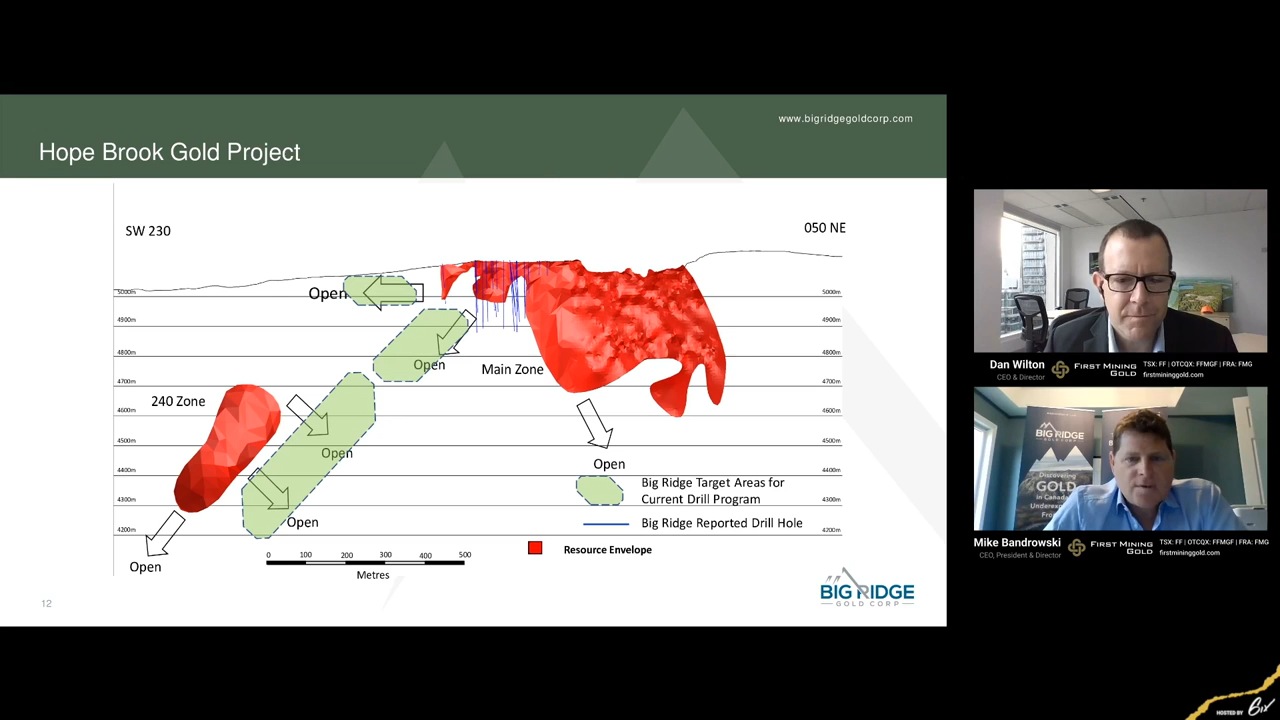 www.bigridgegoldcorp.com
Hope Brook Gold Project
SW 230
050 NE
Open
5000m
5000m
4900m
4900m
4800m
4800m
Open
Main Zone
4700m
4700m
240 Zone
4600m
4600m
4500m
4500m
Open
Open
4400m
4400m
Big Ridge Target Areas for
Current Drill Program
4300m
4300m
Open
Big Ridge Reported Drill Hole
4200m
4200m
Resource Envelope
0 100 200 300 400 500
Open
Metres
12
BIG RIDGE
GOLD CORP
Dan Wilton
CEO & Director
FIRST MINING
GOLD
TSX: FF | OTCQX: FFMGF | FRA: FMG
firstmininggold.com
BIG RIDGE
GOLD CORP
Discovering
GOLD
in Canada
Mike Bandrowski
CEO, President & Director
FIRST MINING
GOLD
TSX: FF | OTCQX: FFMGF | FRA: FMG
firstmininggold.com
HOSTED BY